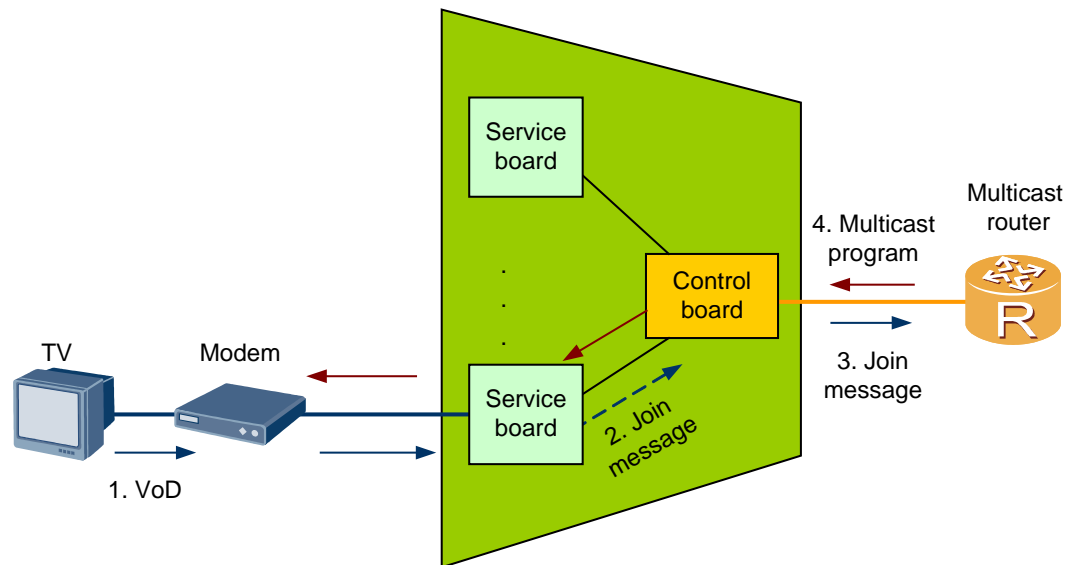 Service
board
Multicast
router
4. Multicast
program
Control
board
R
3. Join
message
TV
Modem
Service
board
2. Join
message
1. VoD